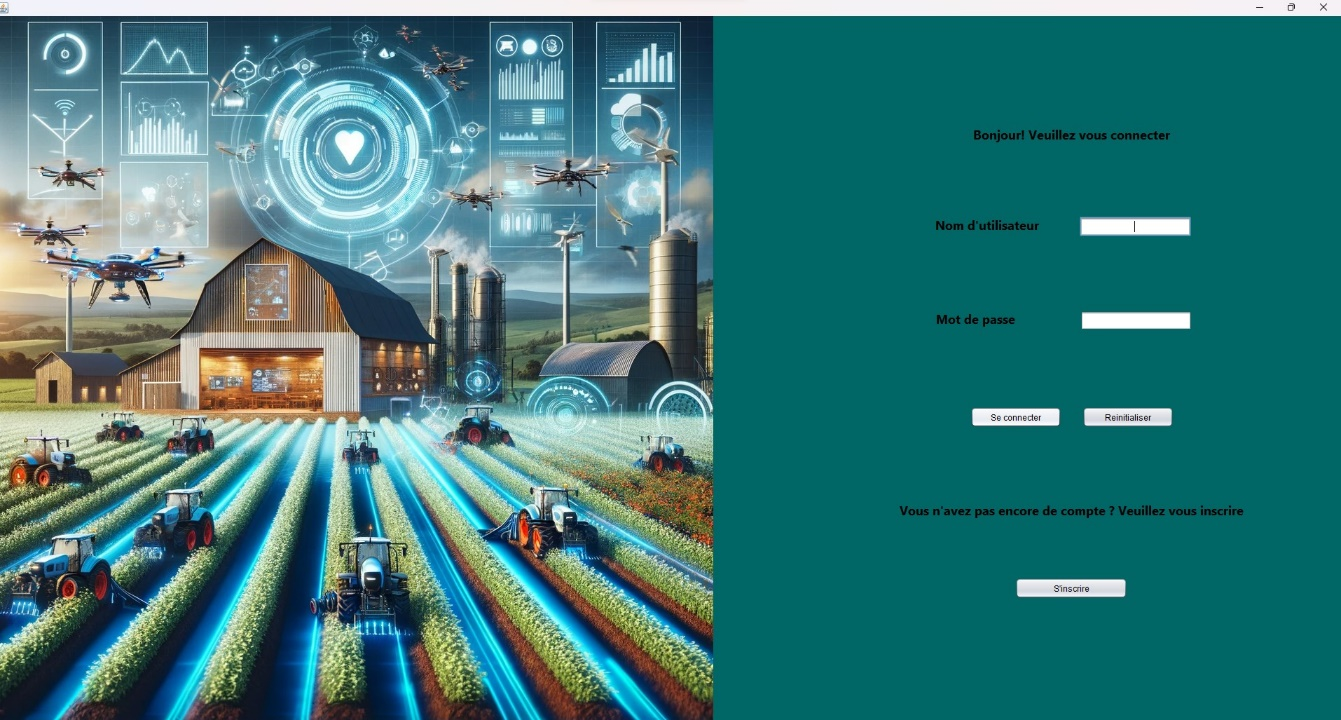 Bonjour! Veuillez vous connecter
Nom d'utilisateur
Mot de passe
Se connecter
Reinitialiser
Vous n'avez pas encore de compte ? Veuillez vous inscrire
S'inscrire